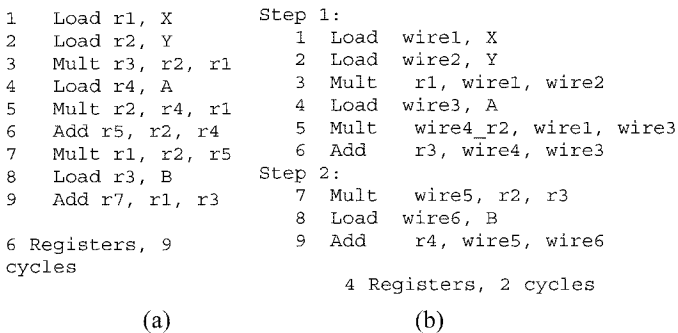 1 Load r1, X
2 Load r2, Y
3 Mult r3, r2, r1
4 Load r4, A
5 Mult r2, r4, r1
6 Add r5, r2, r4
7 Mult r1, r2, r5
8 Load r3, B
9 Add r7, r1, r3
6 Registers, 9
cycles
(a)
Step 1:
1 Load wire1, X
2 Load wire2, Y
3 Mult r1, wire1, wire2
4 Load wire3, A
5 Mult wire4_r2, wire1, wire3
6 Add r3, wire4, wire3
Step 2:
7 Mult wire5, r2, r3
8 Load wire6, B
9 Add r4, wire5, wire6
4 Registers, 2 cycles
(b)